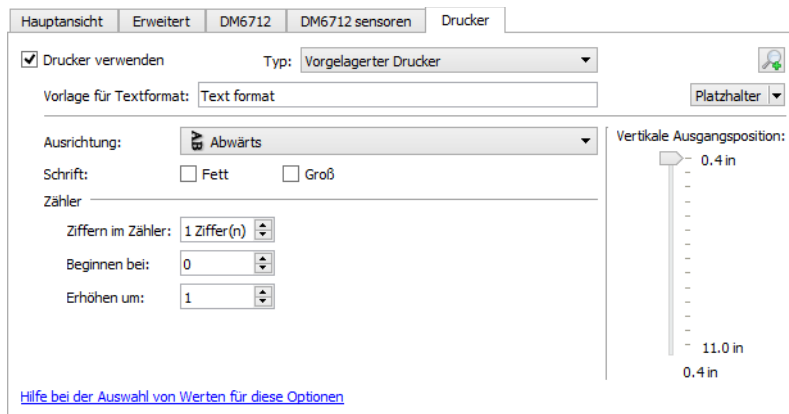 Hauptansicht Erweitert DM6712 DM6712 sensoren Drucker
Drucker verwenden Typ: Vorgelagerter Drucker
Vorlage für Textformat: Text format Platzhalter
Ausrichtung: AB Abwärts Vertikale Ausgangsposition:
0.4 in
Schrift: Fett Groß
Zähler
Ziffern im Zähler: 1 Ziffer(n)
Beginnen bei: 0
Erhöhen um: 1
11.0 in
0.4 in
Hilfe bei der Auswahl von Werten für diese Optionen